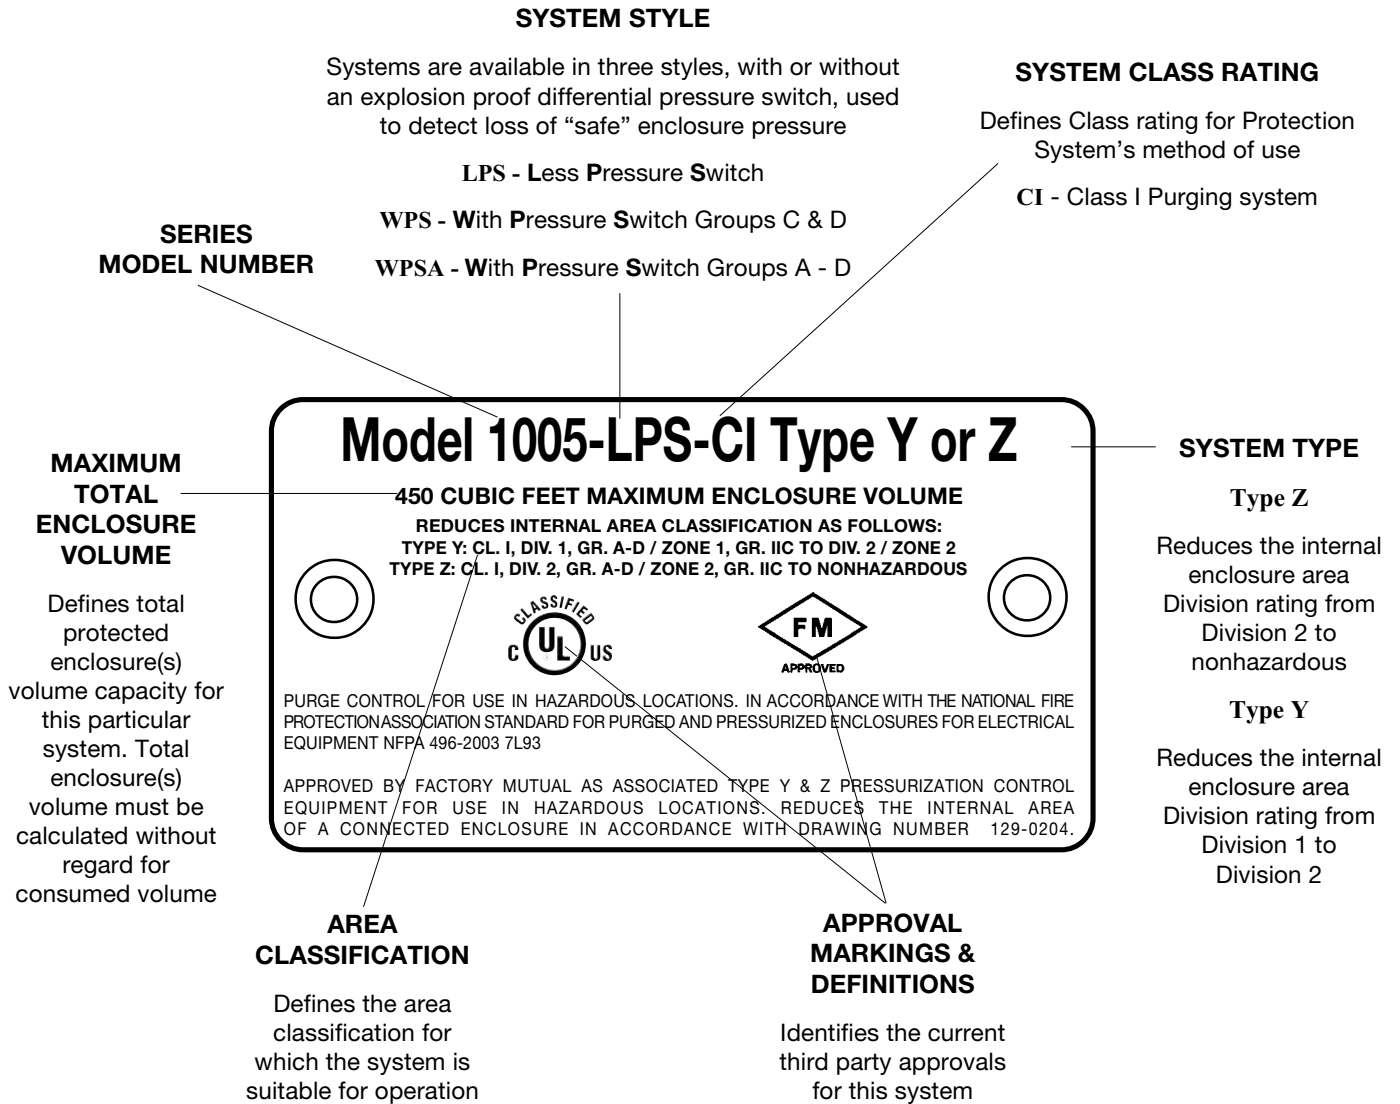 SYSTEM STYLE
Systems are available in three styles, with or without
an explosion proof differential pressure switch, used
to detect loss of “safe” enclosure pressure
LPS - Less Pressure Switch
WPS - With Pressure Switch Groups C & D
WPSA - With Pressure Switch Groups A - D
SYSTEM CLASS RATING
Defines Class rating for Protection
System’s method of use
CI - Class I Purging system
SERIES
MODEL NUMBER
MAXIMUM
TOTAL
ENCLOSURE
VOLUME
Defines total
protected
enclosure(s)
volume capacity for
this particular
system. Total
enclosure(s)
volume must be
calculated without
regard for
consumed volume
Model 1005-LPS-CI Type Y or Z
450 CUBIC FEET MAXIMUM ENCLOSURE VOLUME
REDUCES INTERNAL AREA CLASSIFICATION AS FOLLOWS:
TYPE Y: CL. I, DIV. 1, GR. A-D / ZONE 1, GR. IIC TO DIV. 2 / ZONE 2
TYPE Z: CL. I, DIV. 2, GR. A-D / ZONE 2, GR. IIC TO NONHAZARDOUS
CLASSIFIED
C UL US
FM
APPROVED
PURGE CONTROL FOR USE IN HAZARDOUS LOCATIONS. IN ACCORDANCE WITH THE NATIONAL FIRE
PROTECTION ASSOCIATION STANDARD FOR PURGED AND PRESSURIZED ENCLOSURES FOR ELECTRICAL
EQUIPMENT NFPA 496-2003 7L93
APPROVED BY FACTORY MUTUAL AS ASSOCIATED TYPE Y & Z PRESSURIZATION CONTROL
EQUIPMENT FOR USE IN HAZARDOUS LOCATIONS. REDUCES THE INTERNAL AREA
OF A CONNECTED ENCLOSURE IN ACCORDANCE WITH DRAWING NUMBER 129-0204.
SYSTEM TYPE
Type Z
Reduces the internal
enclosure area
Division rating from
Division 2 to
nonhazardous
Type Y
Reduces the internal
enclosure area
Division rating from
Division 1 to
Division 2
AREA
CLASSIFICATION
Defines the area
classification for
which the system is
suitable for operation
APPROVAL
MARKINGS &
DEFINITIONS
Identifies the current
third party approvals
for this system